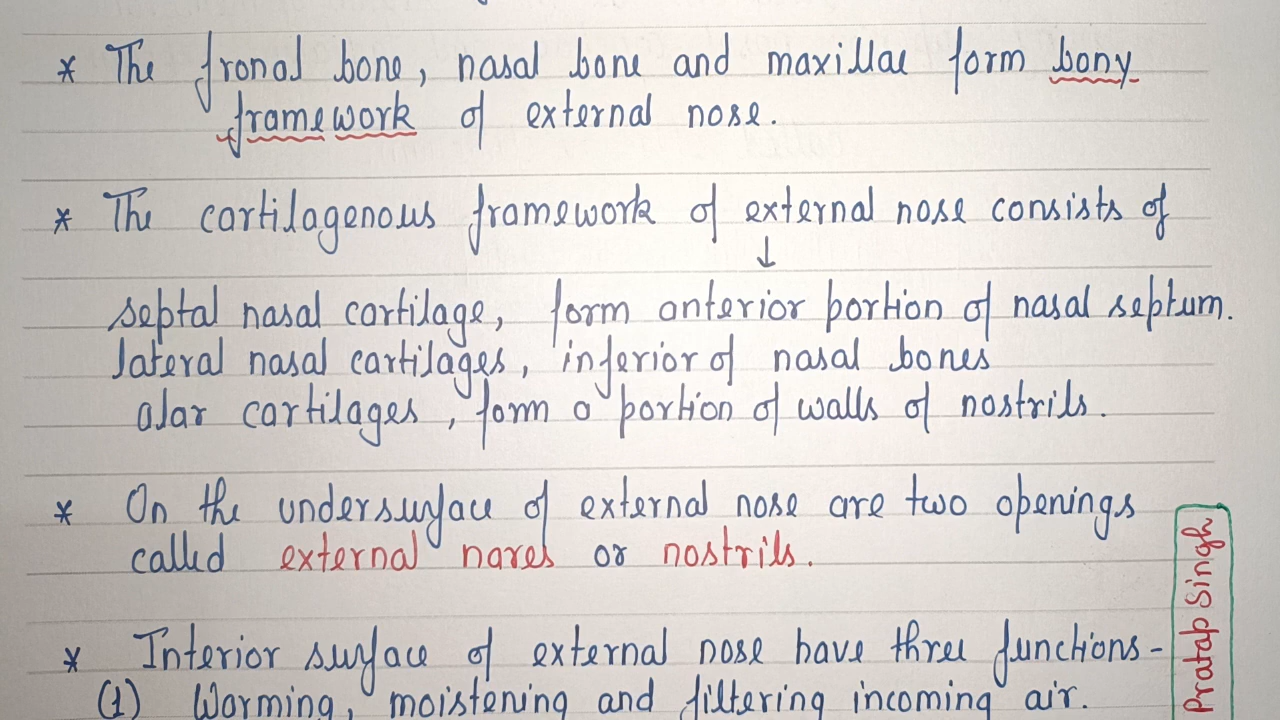 * The fronal bone, nasal bone and maxillae form bony
framework of external nose.
* The cartilagenous framework of external nose consists of
↓
septal nasal cartilage, form anterior portion of nasal septum.
lateral nasal cartilages, inferior of nasal bones
alar cartilages, form a portion of walls of nostrils.
* On the undersurface of external nose are two openings
called external nares or nostrils.
* Interior surface of external nose have three functions-
(1) Warming, moistening and filtering incoming air.
Pratap Singh